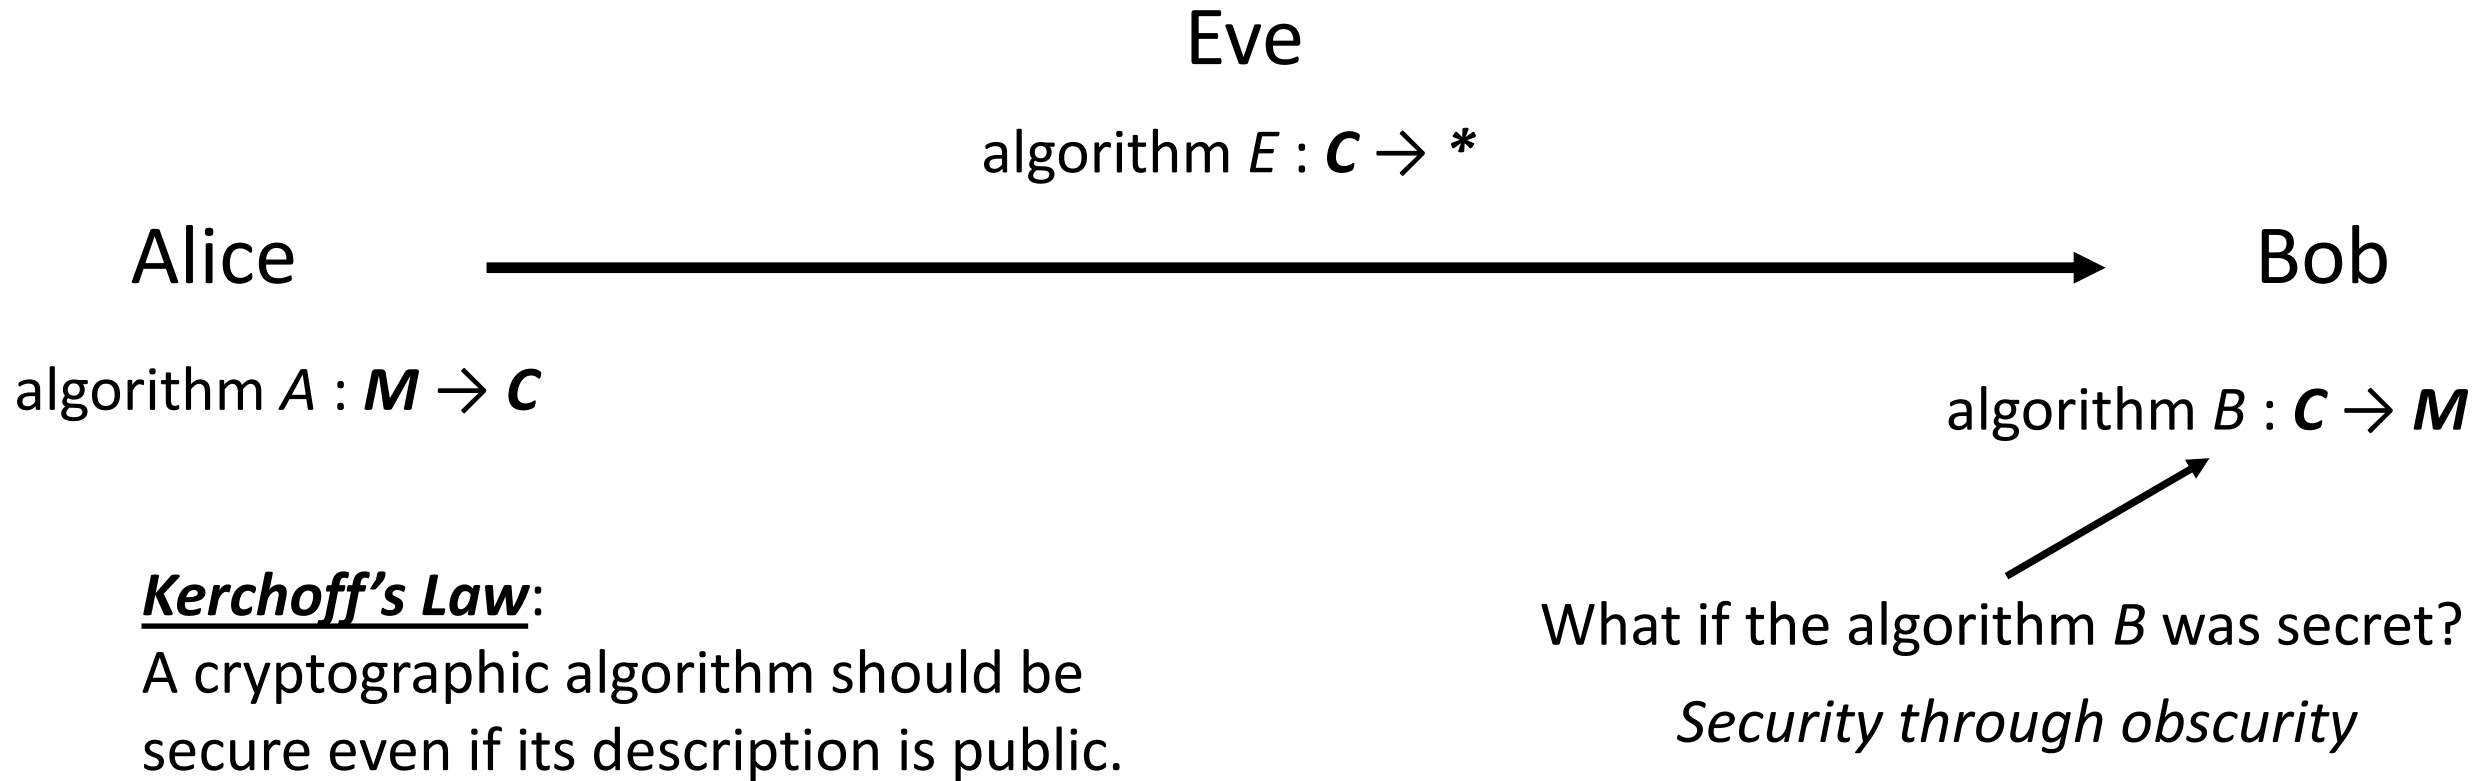 Eve
algorithm E : C → *
Alice
Bob
algorithm A : M → C
algorithm B : C → M
Kerchoff’s Law:
A cryptographic algorithm should be
secure even if its description is public.
What if the algorithm B was secret?
Security through obscurity